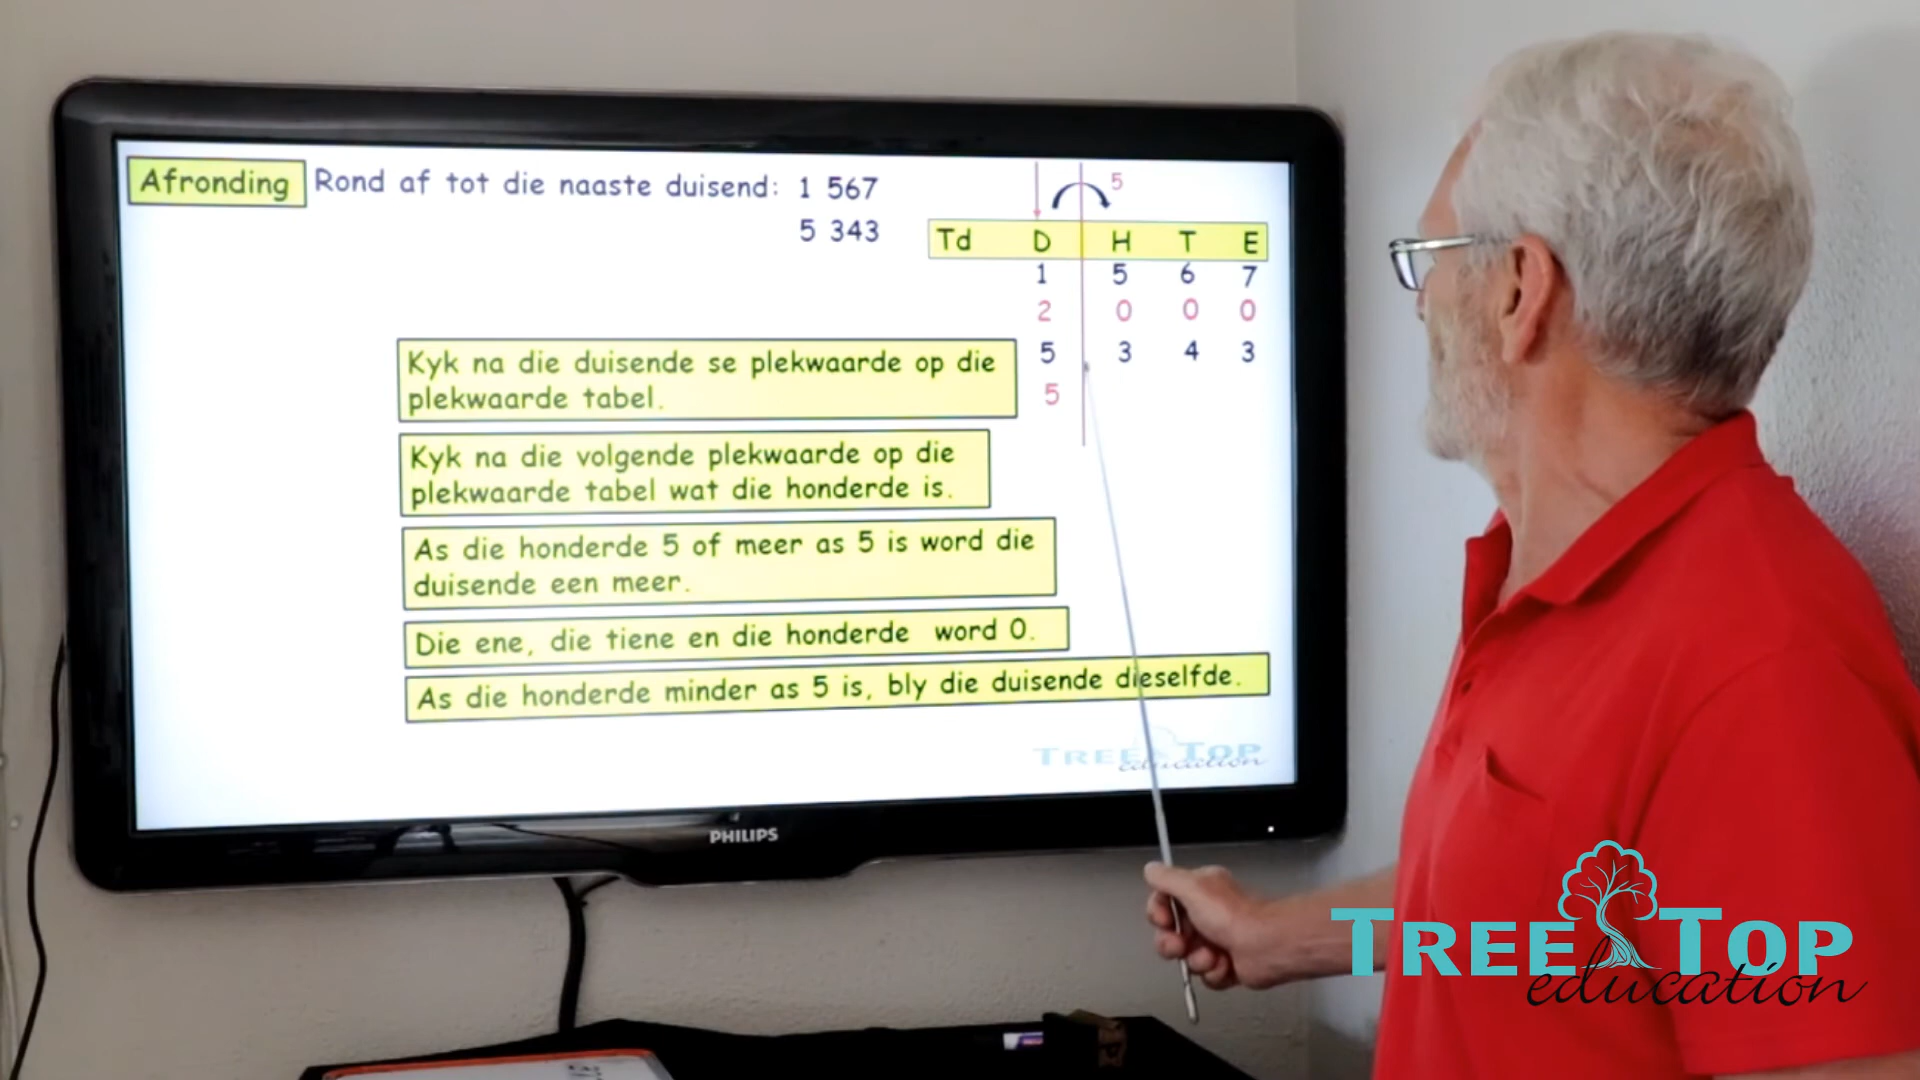 Afronding Rond af tot die naaste duisend: 1 567
5 343
5
Td D H T E
1 5 6 7
2 0 0 0
5 3 4 3
5
Kyk na die duisende se plekwaarde op die
plekwaarde tabel.
Kyk na die volgende plekwaarde op die
plekwaarde tabel wat die honderde is.
As die honderde 5 of meer as 5 is word die
duisende een meer.
Die ene, die tiene en die honderde word 0.
As die honderde minder as 5 is, bly die duisende dieselfde.
TREE TOP
education
PHILIPS
TREE TOP
education